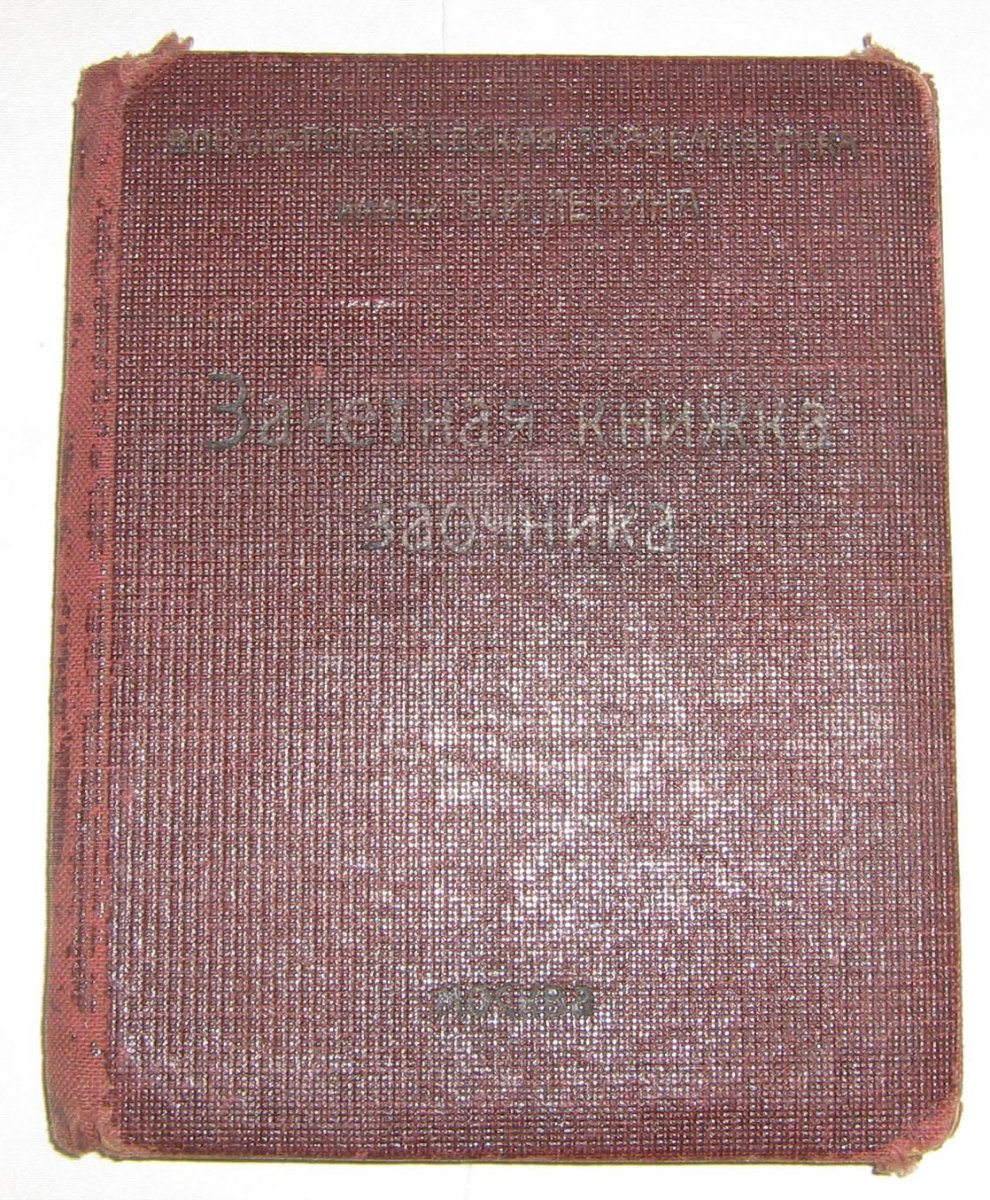 ВОЕННО-ПОЛИТИЧЕСКАЯ АКАДЕМИЯ РККА
имени В.И.ЛЕНИНА
Зачетная книжка
заочника
МОСКВА